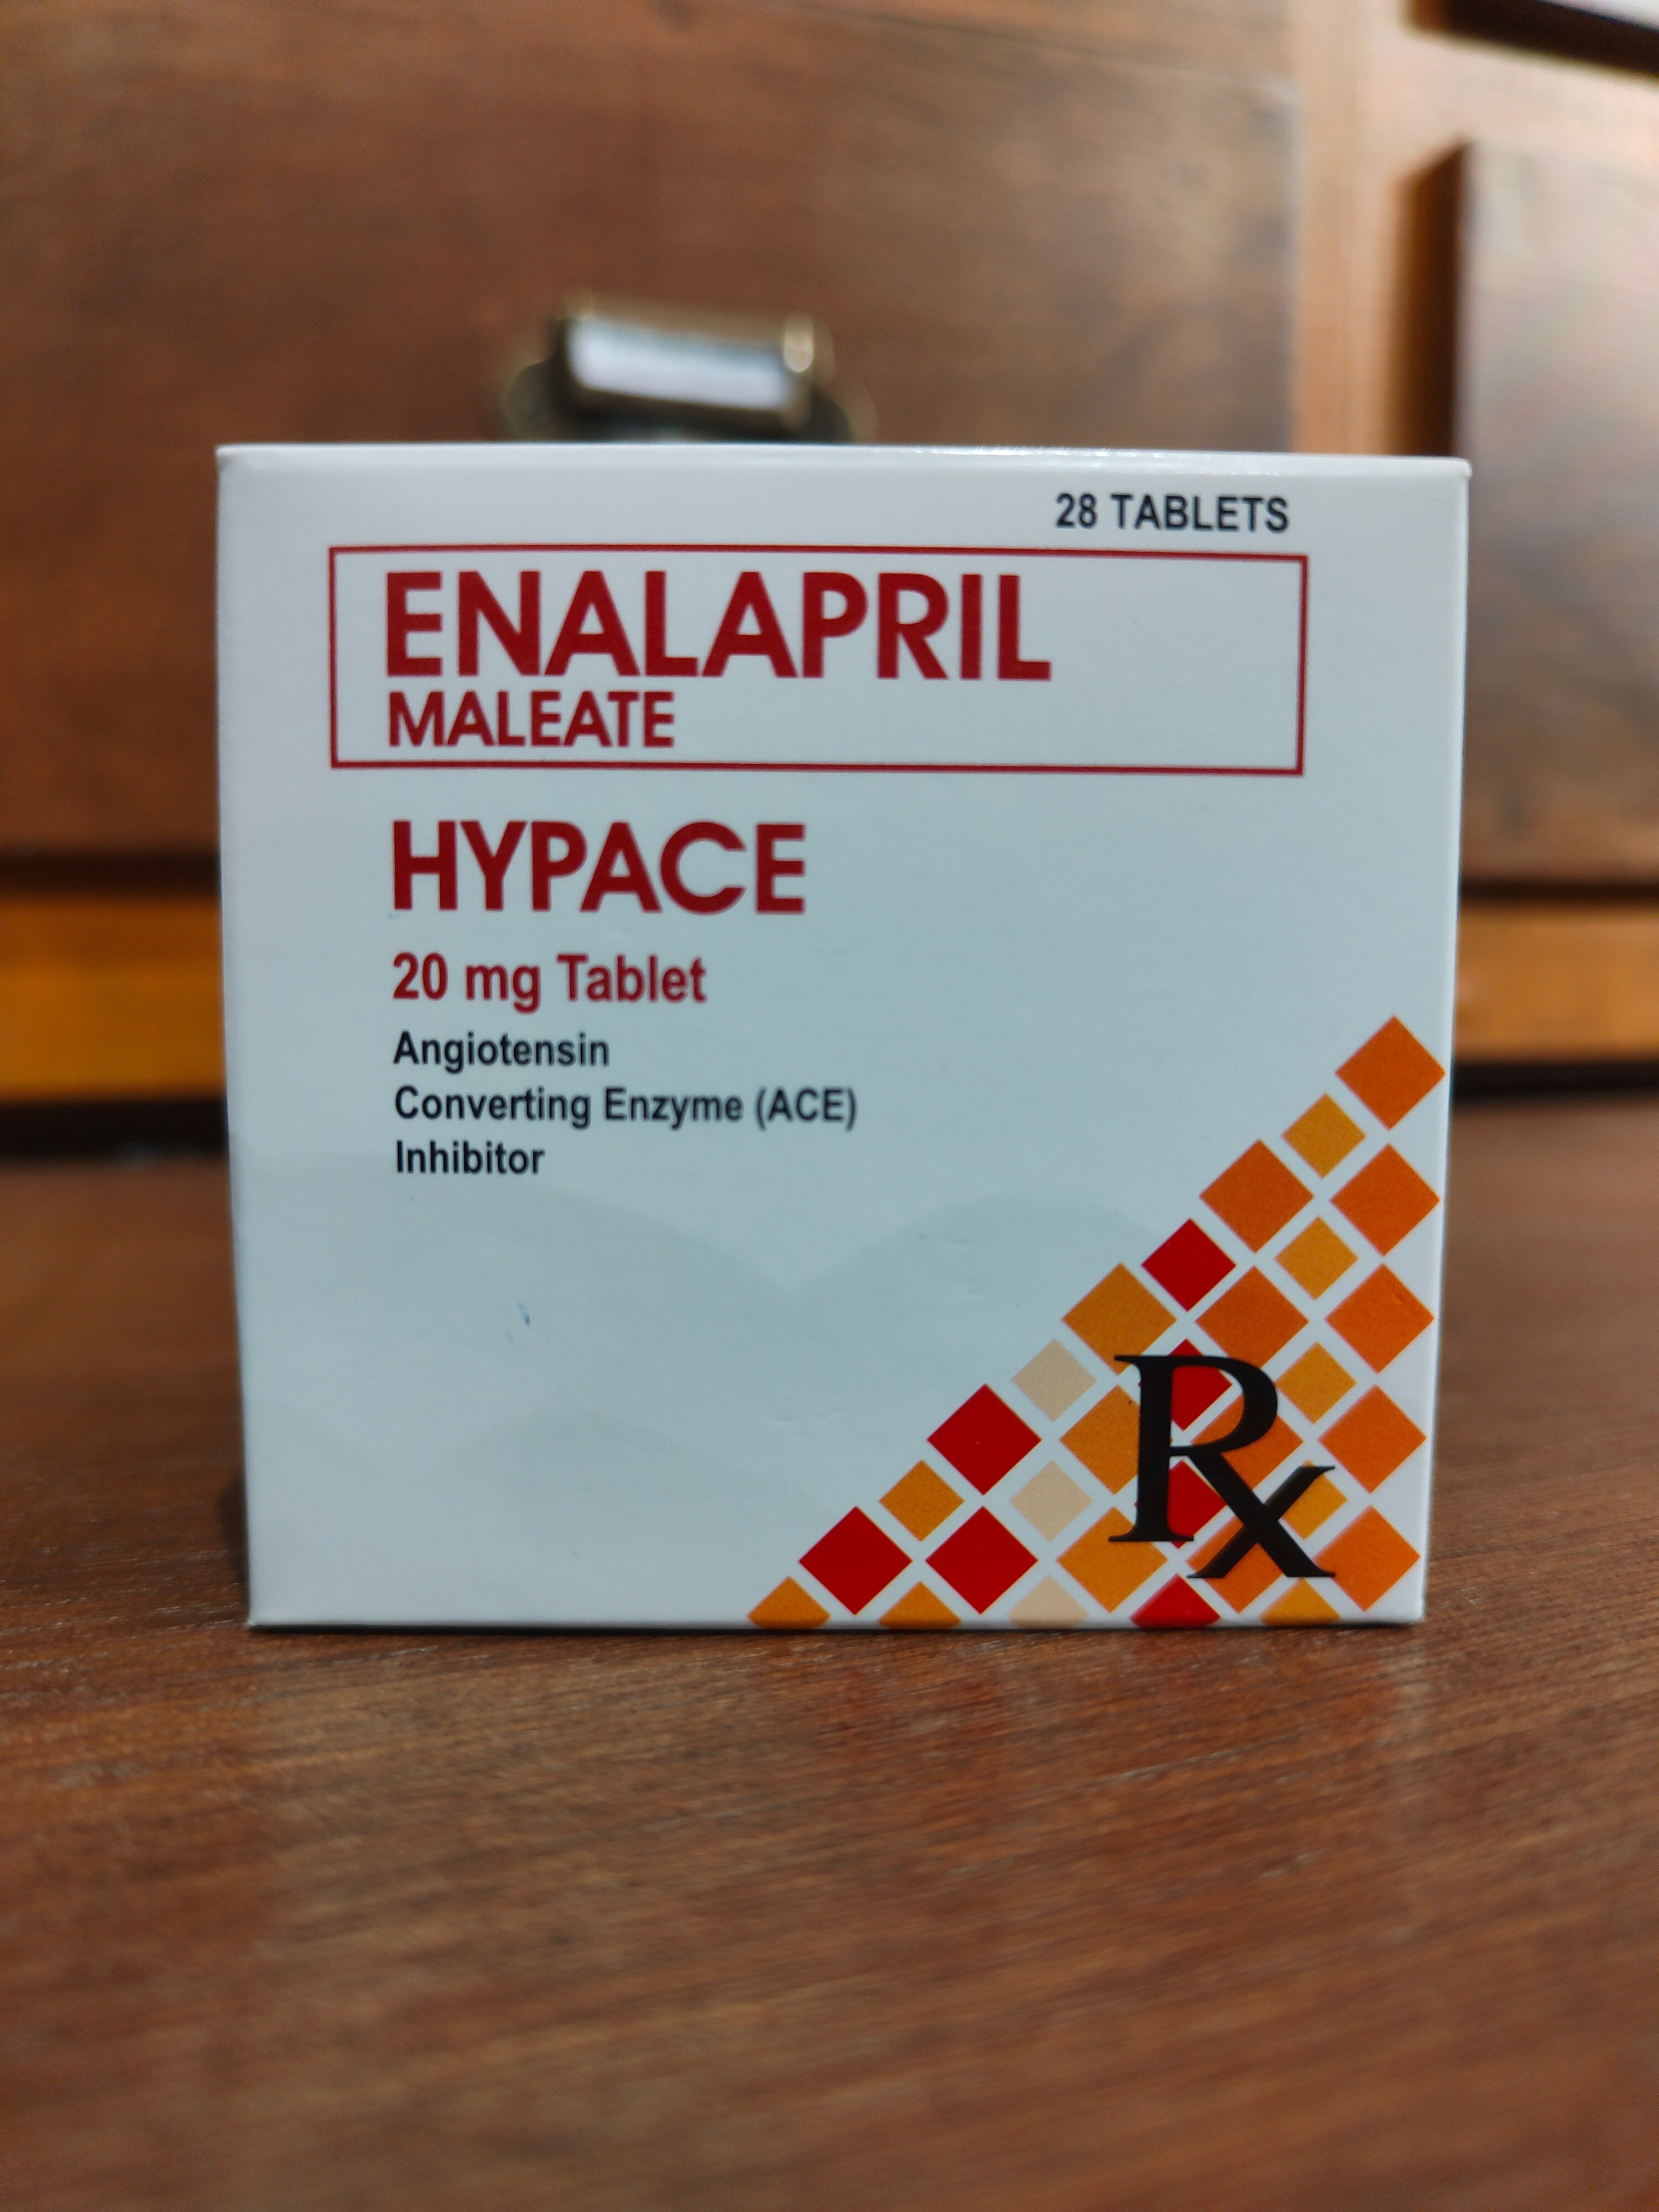 28 TABLETS
ENALAPRIL
MALEATE
HYPACE
20 mg Tablet
Angiotensin
Converting Enzyme (ACE)
Inhibitor
Rx